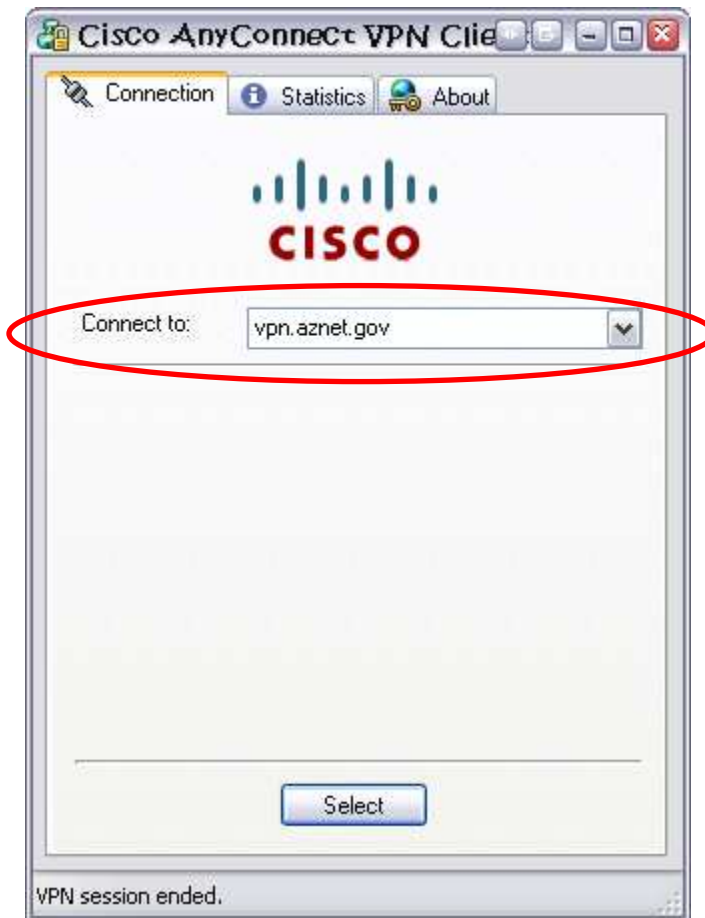 Cisco AnyConnect VPN Clie
Connection Statistics About
CISCO
Connect to: vpn.aznet.gov
Select
VPN session ended.